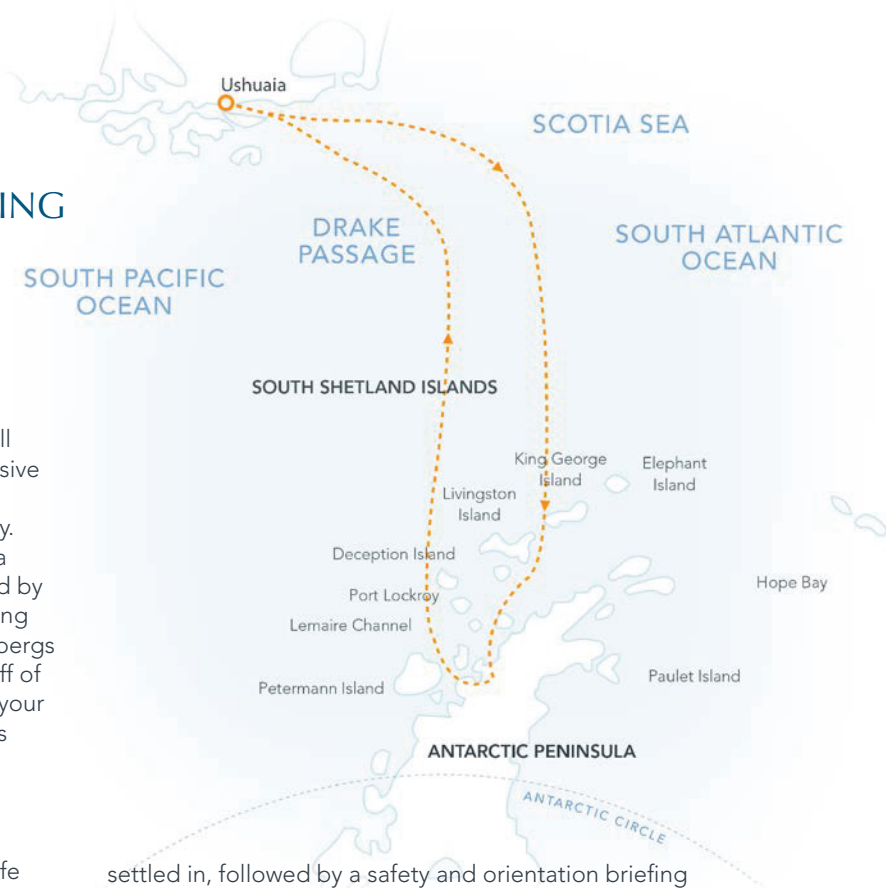 Ushuaia
SCOTIA SEA
ING
DRAKE
PASSAGE
SOUTH ATLANTIC
OCEAN
SOUTH PACIFIC
OCEAN
SOUTH SHETLAND ISLANDS
ll
sive
y.
a
d by
ng
bergs
ff of
your
s
King George
Island
Elephant
Island
Livingston
Island
Deception Island
Hope Bay
Port Lockroy
Lemaire Channel
Paulet Island
Petermann Island
ANTARCTIC PENINSULA
ANTARCTIC CIRCLE
fe
settled in, followed by a safety and orientation briefing